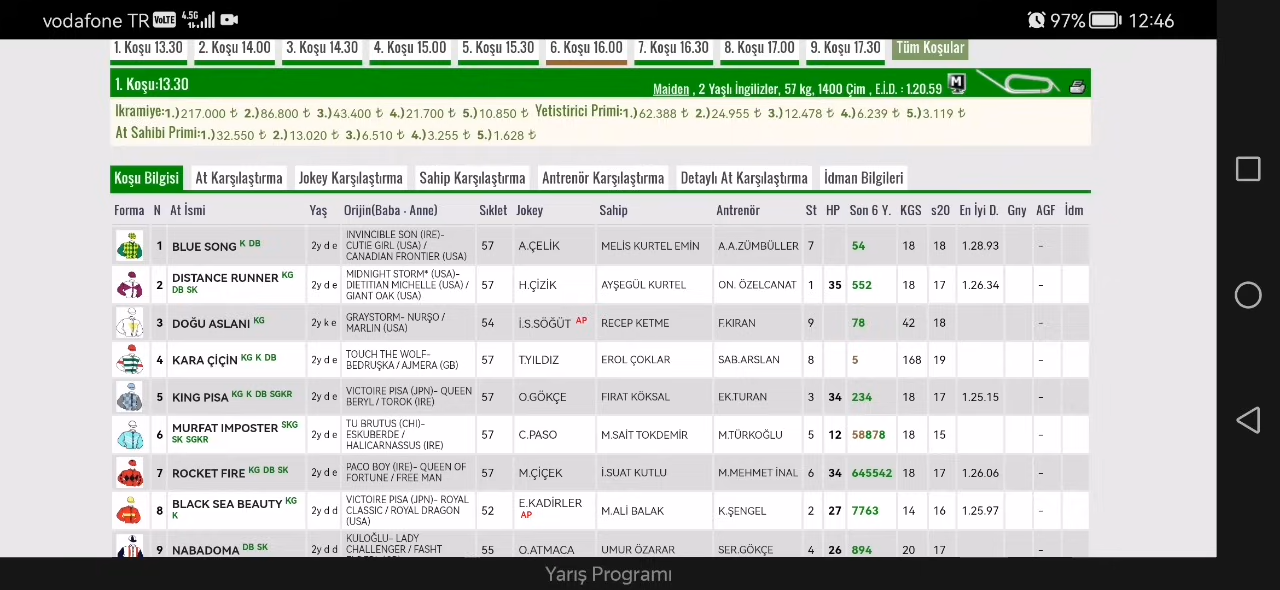 vodafone TR VoLTE 4.5G 97% 12:46
1. Koşu 13.30 2. Koşu 14.00 3. Koşu 14.30 4. Koşu 15.00 5. Koşu 15.30 6. Koşu 16.00 7. Koşu 16.30 8. Koşu 17.00 9. Koşu 17.30 Tüm Koşular
1. Koşu:13.30 Maiden , 2 Yaşlı İngilizler, 57 kg, 1400 Çim , E.İ.D. : 1.20.59 M
Ikramiye:1.)217.000 ₺ 2.)86.800 ₺ 3.)43.400 ₺ 4.)21.700 ₺ 5.)10.850 ₺ Yetistirici Primi:1.)62.388 ₺ 2.)24.955 ₺ 3.)12.478 ₺ 4.)6.239 ₺ 5.)3.119 ₺
At Sahibi Primi:1.)32.550 ₺ 2.)13.020 ₺ 3.)6.510 ₺ 4.)3.255 ₺ 5.)1.628 ₺
Koşu Bilgisi At Karşılaştırma Jokey Karşılaştırma Sahip Karşılaştırma Antrenör Karşılaştırma Detaylı At Karşılaştırma İdman Bilgileri
Forma N At İsmi Yaş Orijin(Baba - Anne) Sıklet Jokey Sahip Antrenör St HP Son 6 Y. KGS s20 En İyi D. Gny AGF İdm
1 BLUE SONG K DB 2y d e INVINCIBLE SON (IRE)- CUTIE GIRL (USA) / CANADIAN FRONTIER (USA) 57 A.ÇELİK MELİS KURTEL EMİN A.A.ZÜMBÜLLER 7 54 18 18 1.28.93 -
2 DISTANCE RUNNER KG DB SK 2y d e MIDNIGHT STORM* (USA)- DIETITIAN MICHELLE (USA) / GIANT OAK (USA) 57 H.ÇİZİK AYŞEGÜL KURTEL ON. ÖZELCANAT 1 35 552 18 17 1.26.34 -
3 DOĞU ASLANI KG 2y k e GRAYSTORM- NURŞO / MARLIN (USA) 54 İ.S.SÖĞÜT AP RECEP KETME F.KIRAN 9 78 42 18 -
4 KARA ÇİÇİN KG K DB 2y d e TOUCH THE WOLF- BEDRUŞKA / AJMERA (GB) 57 T.YILDIZ EROL ÇOKLAR SAB.ARSLAN 8 5 168 19 -
5 KING PISA KG K DB SGKR 2y d e VICTOIRE PISA (JPN)- QUEEN BERYL / TOROK (IRE) 57 O.GÖKÇE FIRAT KÖKSAL EK.TURAN 3 34 234 18 17 1.25.15 -
6 MURFAT IMPOSTER SKG SK SGKR 2y d e TU BRUTUS (CHI)- ESKUBERDE / HALICARNASSUS (IRE) 57 C.PASO M.SAİT TOKDEMİR M.TÜRKOĞLU 5 12 58878 18 15 -
7 ROCKET FIRE KG DB SK 2y d e PACO BOY (IRE)- QUEEN OF FORTUNE / FREE MAN 57 M.ÇİÇEK İ.SUAT KUTLU M.MEHMET İNAL 6 34 645542 18 17 1.26.06 -
8 BLACK SEA BEAUTY KG K 2y d d VICTOIRE PISA (JPN)- ROYAL CLASSIC / ROYAL DRAGON (USA) 52 E.KADİRLER AP M.ALİ BALAK K.ŞENGEL 2 27 7763 14 16 1.25.97 -
9 NABADOMA DB SK 2y d d KULOĞLU- LADY CHALLENGER / FASHT 55 O.ATMACA UMUR ÖZARAR SER.GÖKÇE 4 26 894 20 17 -
Yarış Programı